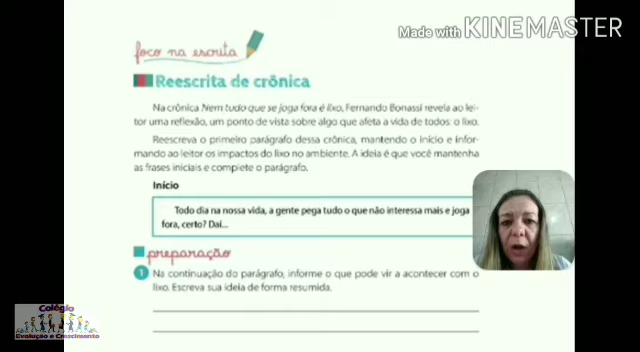 Made with KINEMASTER
foco na escrita
Reescrita de crônica
Na crônica Nem tudo que se joga fora é lixo, Fernando Bonassi revela ao lei-
tor uma reflexão, um ponto de vista sobre algo que afeta a vida de todos: o lixo.
Reescreva o primeiro parágrafo dessa crônica, mantendo o início e infor-
mando ao leitor os impactos do lixo no ambiente. A ideia é que você mantenha
as frases iniciais e complete o parágrafo.
Início
Todo dia na nossa vida, a gente pega tudo o que não interessa mais e joga
fora, certo? Daí...
preparação
1 Na continuação do parágrafo, informe o que pode vir a acontecer com o
lixo. Escreva sua ideia de forma resumida.
Colégio
Evolução e Crescimento